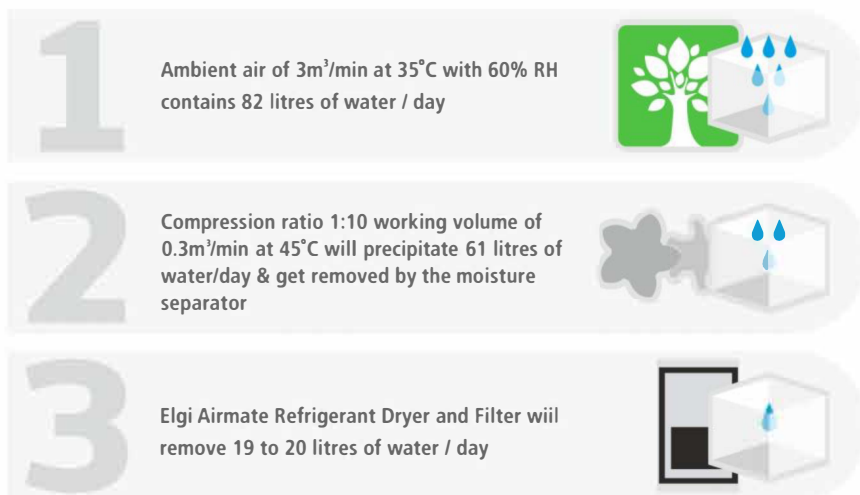 1
Ambient air of 3m³/min at 35°C with 60% RH
contains 82 litres of water / day
2
Compression ratio 1:10 working volume of
0.3m³/min at 45°C will precipitate 61 litres of
water/day & get removed by the moisture
separator
3
Elgi Airmate Refrigerant Dryer and Filter wiil
remove 19 to 20 litres of water / day